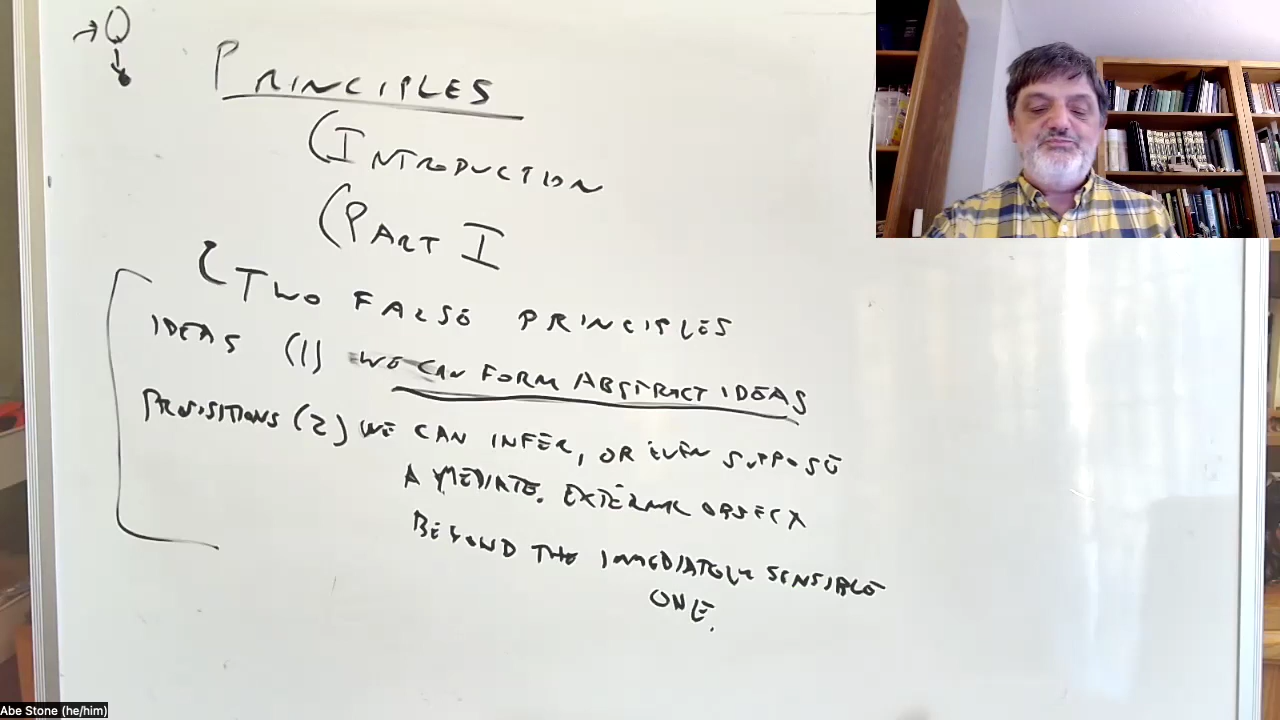 PRINCIPLES
(INTRODUCTION
(PART I
(TWO FALSE PRINCIPLES
IDEAS (1) WE CAN FORM ABSTRACT IDEAS
PROPOSITIONS (2) WE CAN INFER, OR EVEN SUPPOSE
A MEDIATE, EXTERNAL OBJECT
BEYOND THE IMMEDIATELY SENSIBLE
ONE.
Abe Stone (he/him)